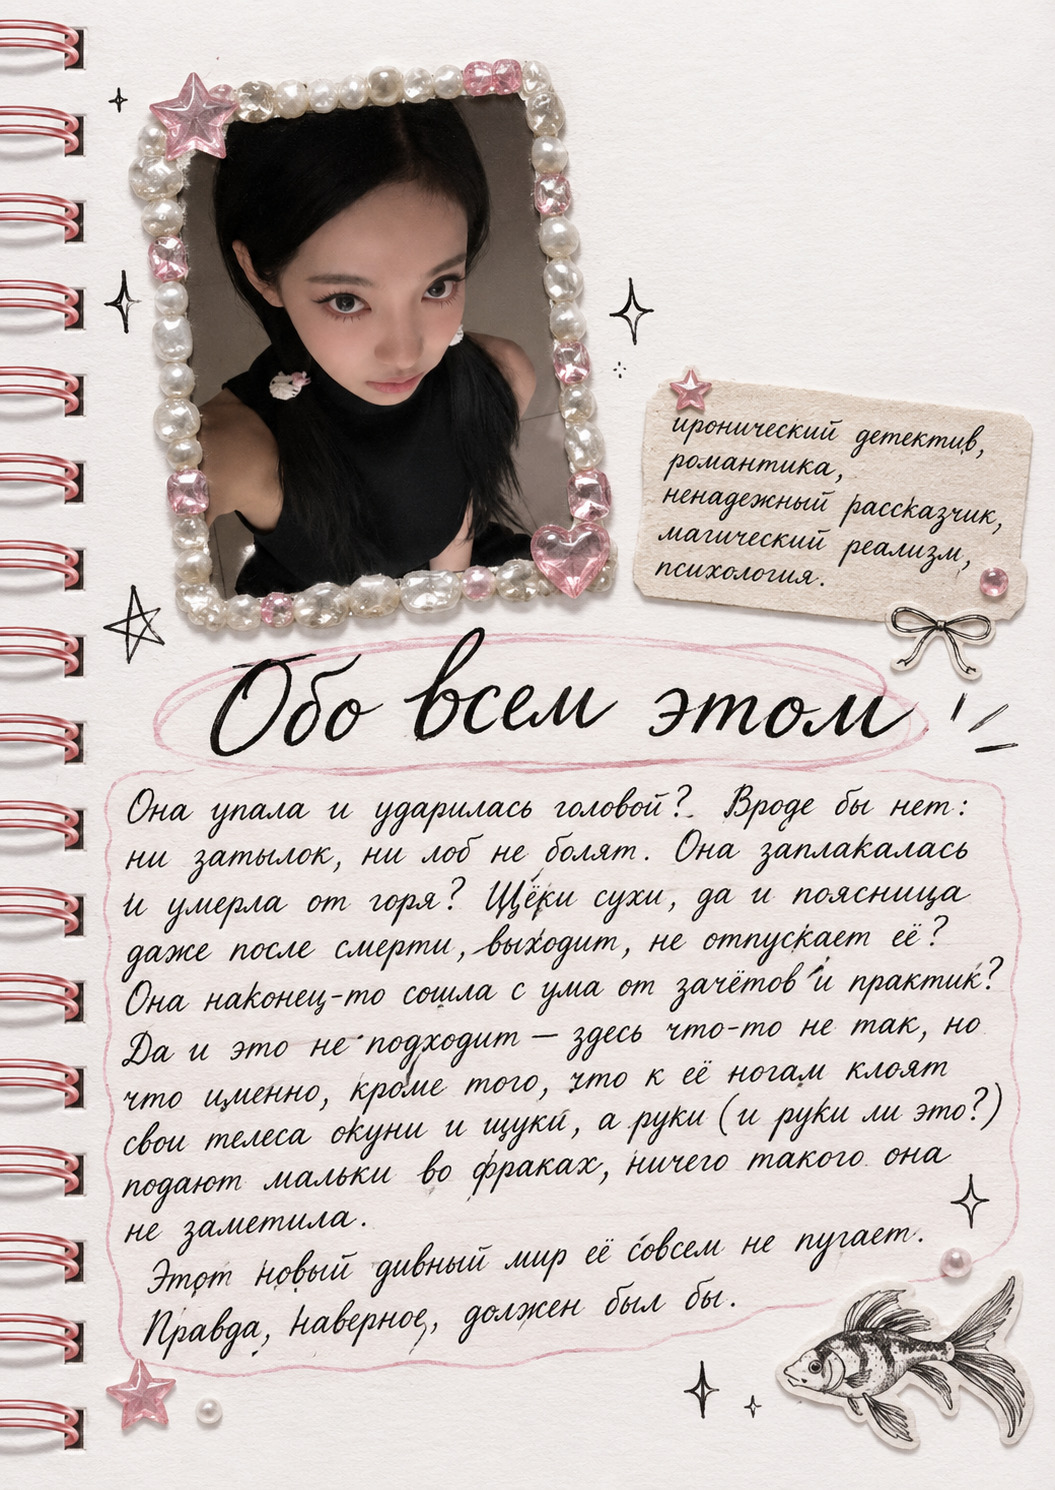 иронический детектив,
романтика,
ненадежный рассказчик,
магический реализм,
психология.
Обо всем этом
Она упала и ударилась головой? Вроде бы нет:
ни затылок, ни лоб не болят. Она заплакалась
и умерла от горя? Щёки сухи, да и поясница
даже после смерти, выходит, не отпускает её?
Она наконец-то сошла с ума от зачётов и практик?
Да и это не подходит — здесь что-то не так, но
что именно, кроме того, что к её ногам клоят
свои телеса окуни и щуки, а руки (и руки ли это?)
подают мальки во фраках, ничего такого она
не заметила.
Этот новый дивный мир её совсем не пугает.
Правда, наверное, должен был бы.